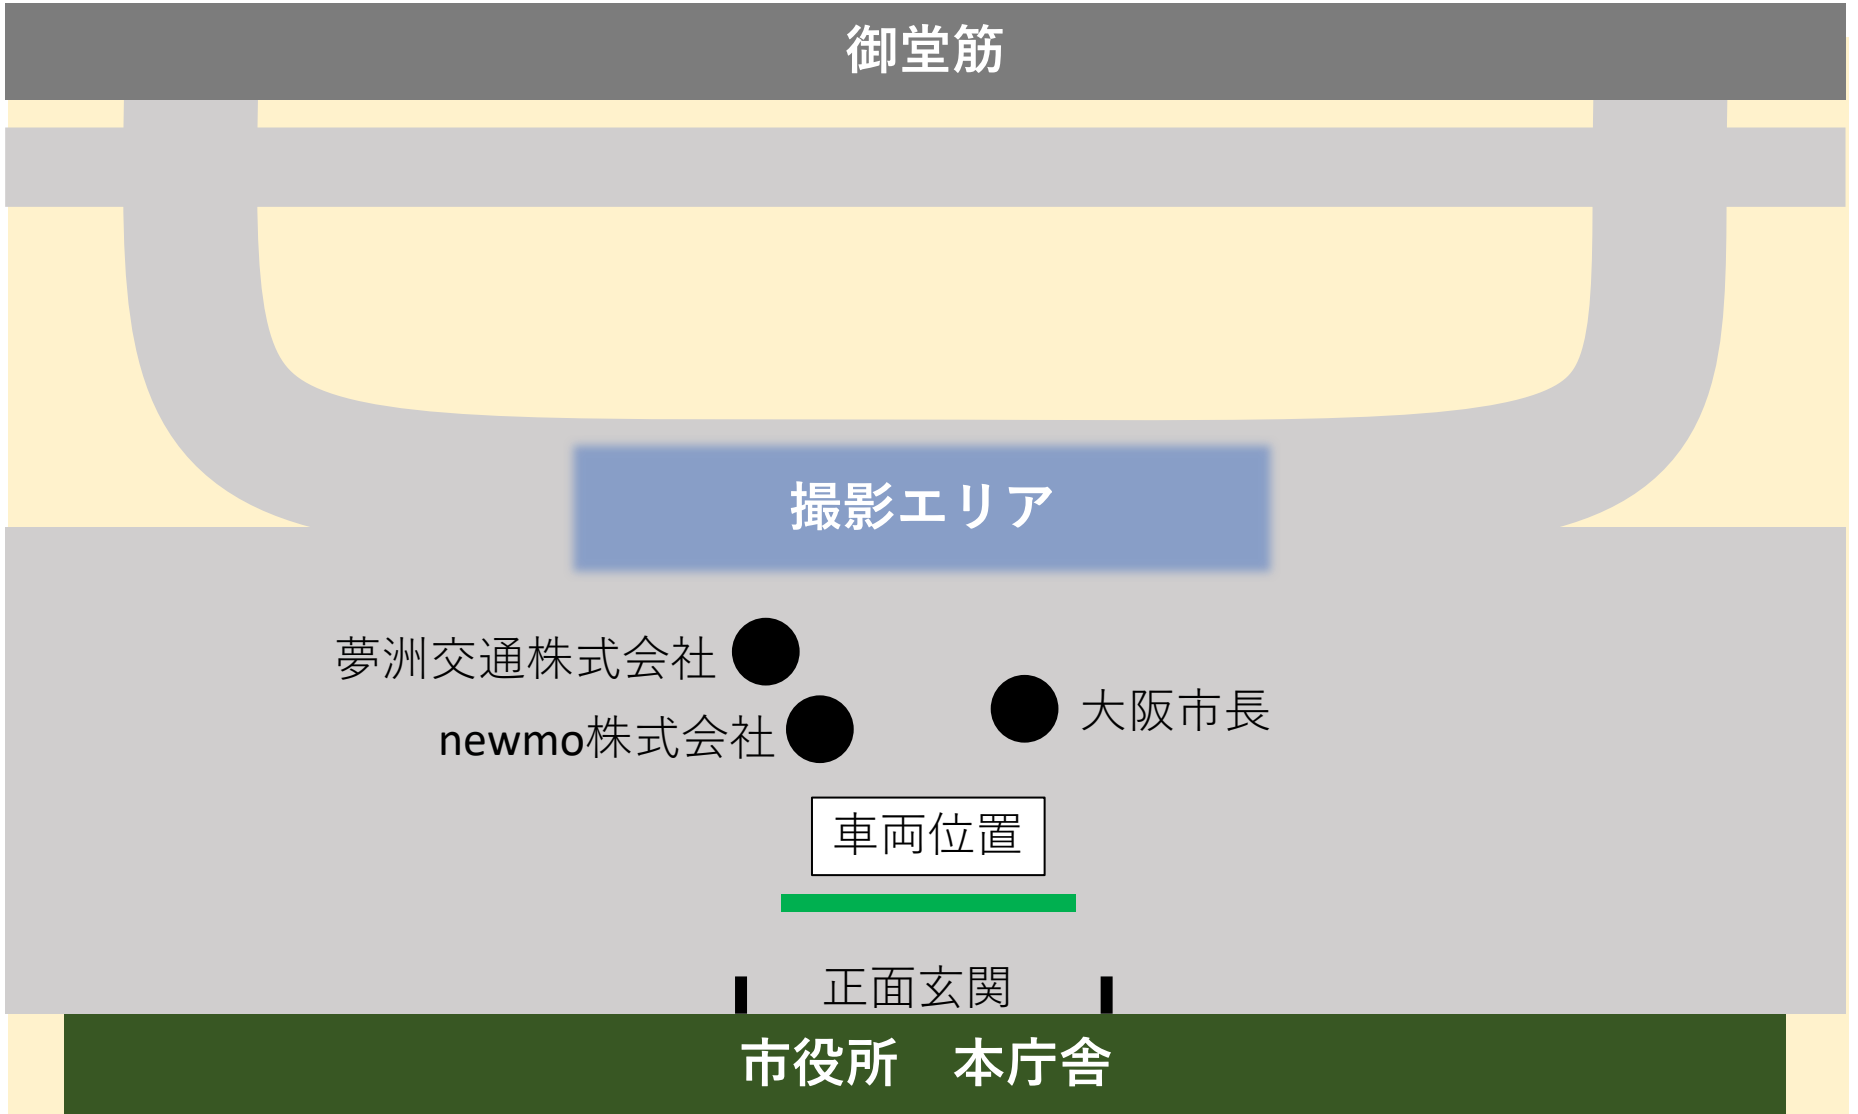 御堂筋
撮影エリア
夢洲交通株式会社
大阪市長
newmo株式会社
車両位置
正面玄関
市役所　本庁舎